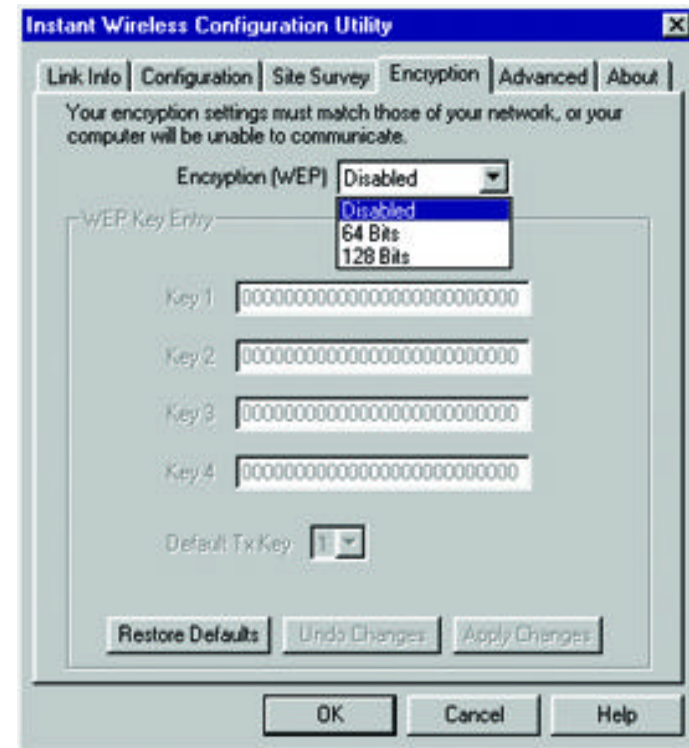 Instant Wireless Configuration Utility
Link Info Configuration Site Survey Encryption Advanced About
Your encryption settings must match those of your network, or your
computer will be unable to communicate.
Encryption (WEP) Disabled
Disabled
64 Bits
128 Bits
WEP Key Entry
Key 1 00000000000000000000000000
Key 2 00000000000000000000000000
Key 3 00000000000000000000000000
Key 4 00000000000000000000000000
Default Tx Key 1
Restore Defaults Undo Changes Apply Changes
OK Cancel Help